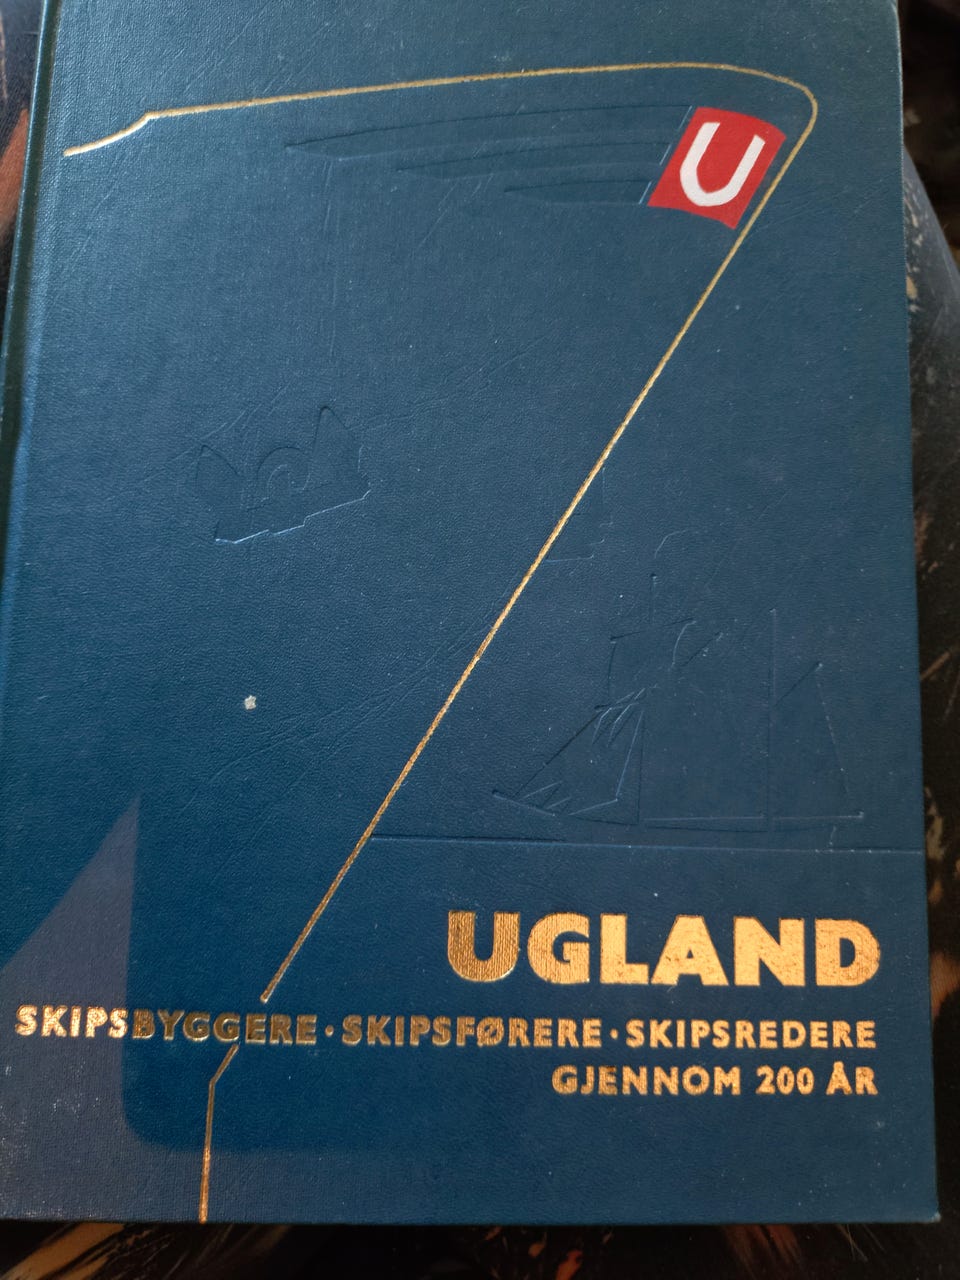 U
UGLAND
SKIPSBYGGERE · SKIPSFØRERE · SKIPSREDERE
GJENNOM 200 ÅR